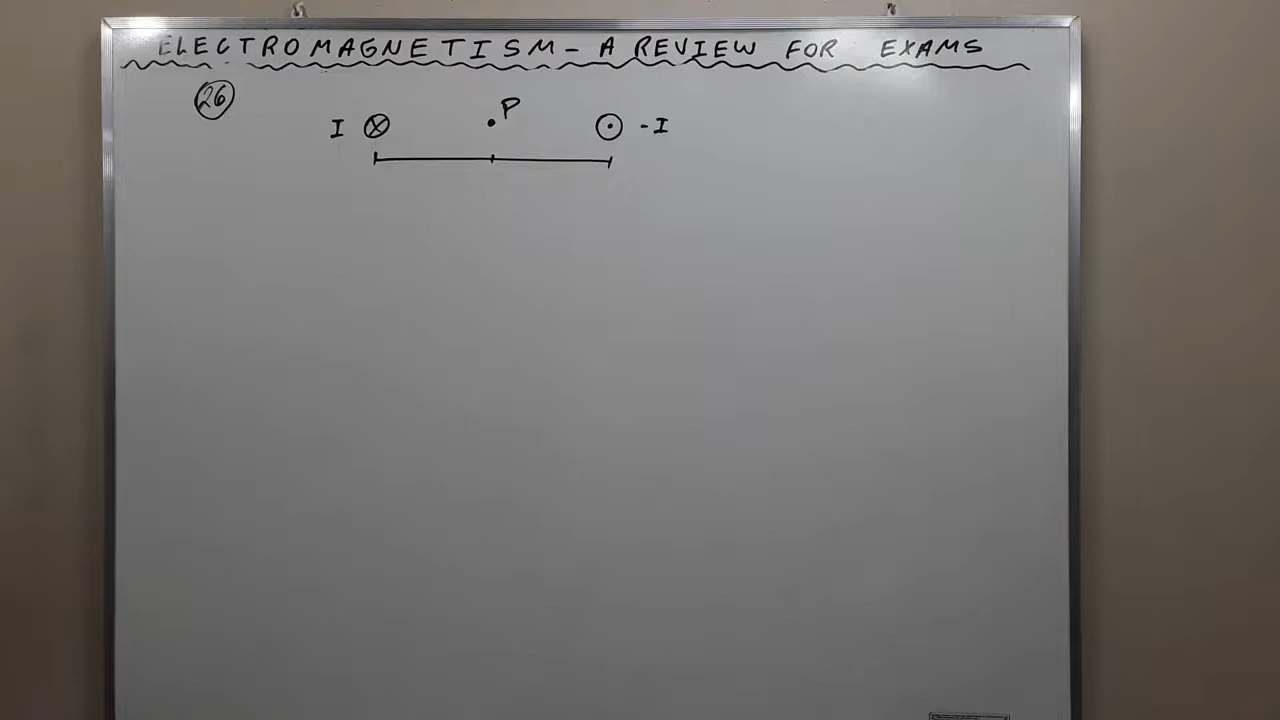 ELECTROMAGNETISM - A REVIEW FOR EXAMS
26
P
I ⊗ . ⊙ -I